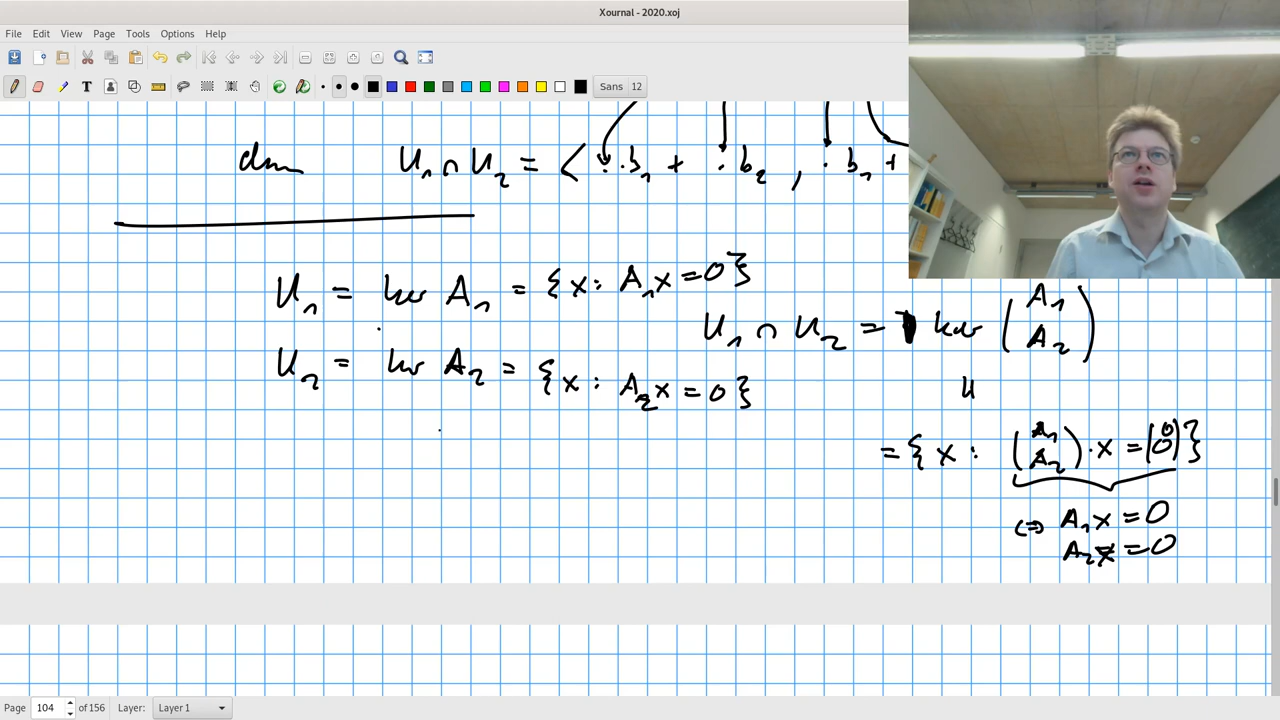 Xournal - 2020.xoj
File Edit View Page Tools Options Help
Sans 12
U₁ ∩ U₂ = < · b₁ + · b₂ , · b₁ +
U₁ = ker A₁ = {x : A₁x = 0}
U₁ ∩ U₂ = ker (A₁ A₂)
U₂ = ker A₂ = {x : A₂x = 0}
= {x : (A₁ A₂) · x = (0 0)}
⇔ A₁x = 0
A₂x = 0
Page 104 of 156 Layer: Layer 1